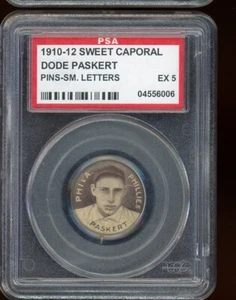 PSA
1910-12 SWEET CAPORAL
DODE PASKERT
PINS-SM. LETTERS EX 5
04556006
PHILA PHILLIES
PASKERT